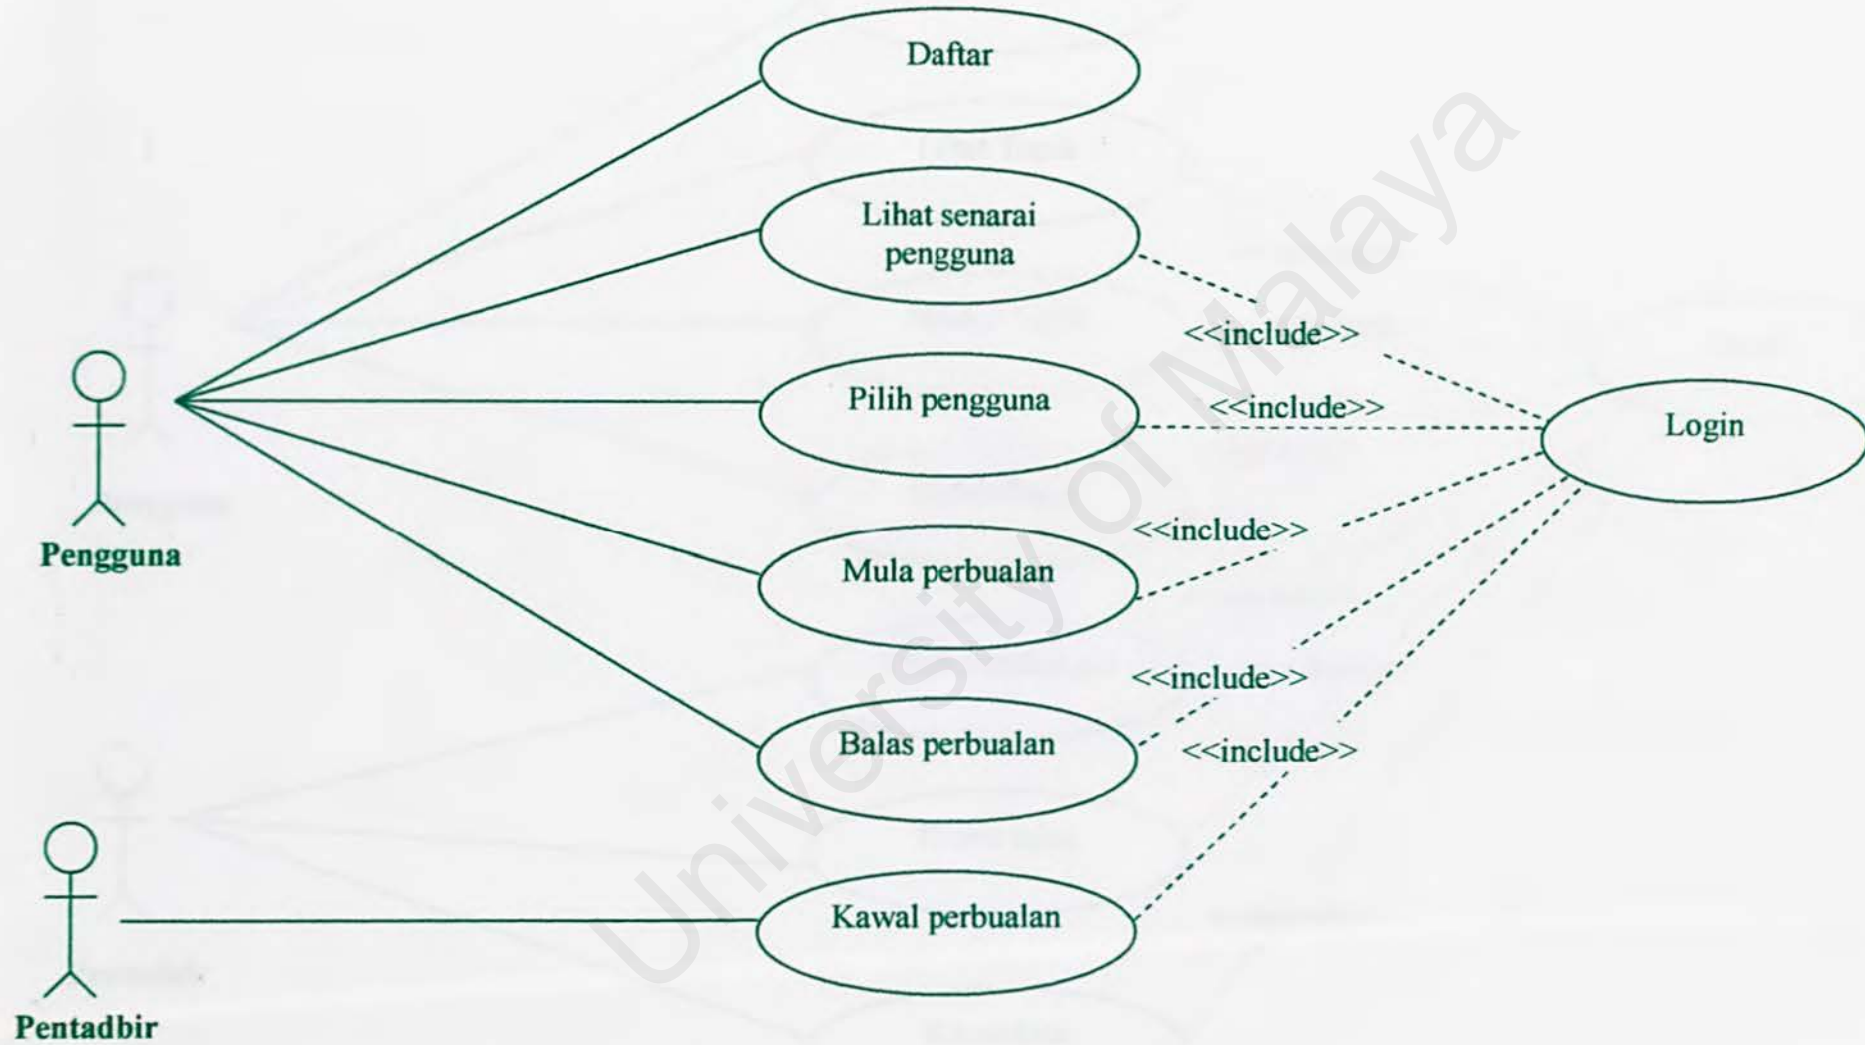 Daftar
Lihat senarai
pengguna
<<include>>
Pilih pengguna
<<include>>
Login
<<include>>
Pengguna
Mula perbualan
<<include>>
Balas perbualan
<<include>>
Kawal perbualan
Pentadbir
University of Malaya